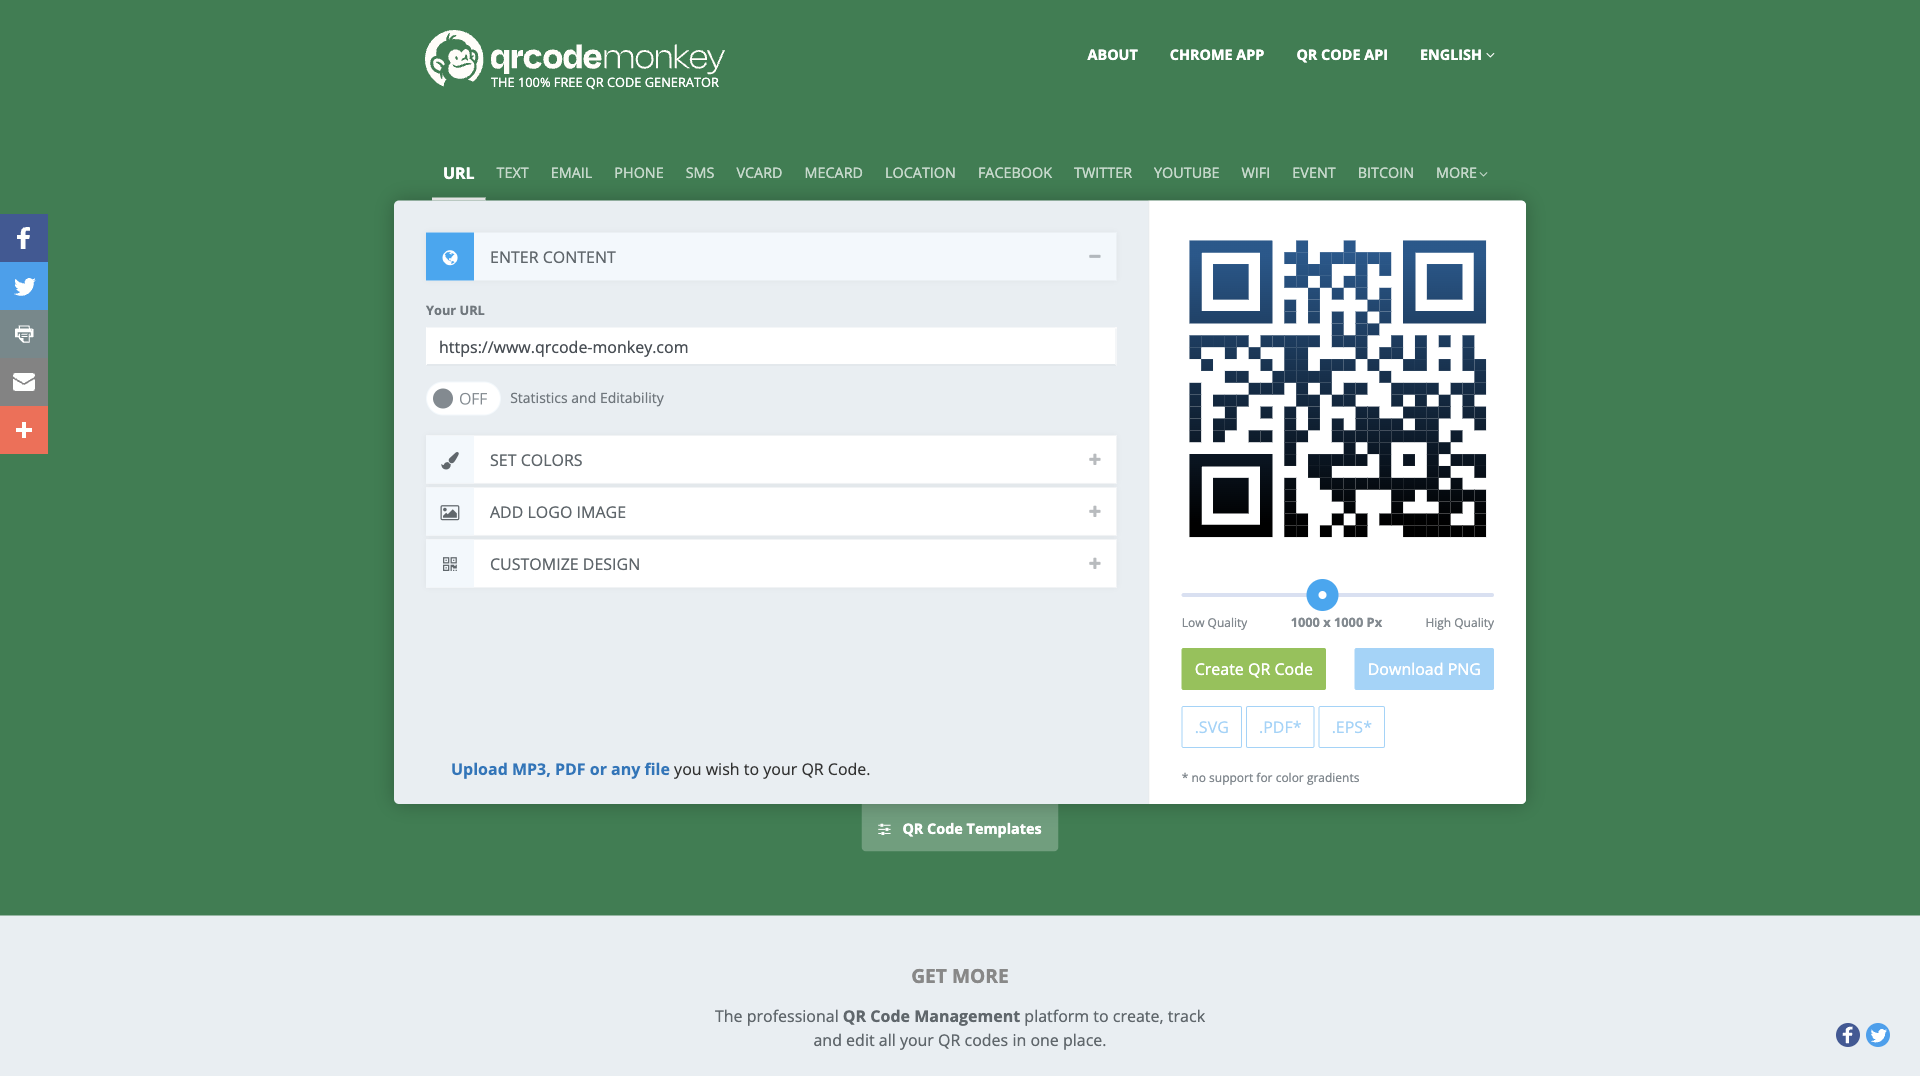 qrcodemonkey
THE 100% FREE QR CODE GENERATOR
ABOUT CHROME APP QR CODE API ENGLISH
URL TEXT EMAIL PHONE SMS VCARD MECARD LOCATION FACEBOOK TWITTER YOUTUBE WIFI EVENT BITCOIN MORE
ENTER CONTENT
Your URL
https://www.qrcode-monkey.com
OFF Statistics and Editability
SET COLORS
ADD LOGO IMAGE
CUSTOMIZE DESIGN
Upload MP3, PDF or any file you wish to your QR Code.
Low Quality 1000 x 1000 Px High Quality
Create QR Code Download PNG
.SVG .PDF* .EPS*
* no support for color gradients
QR Code Templates
GET MORE
The professional QR Code Management platform to create, track
and edit all your QR codes in one place.